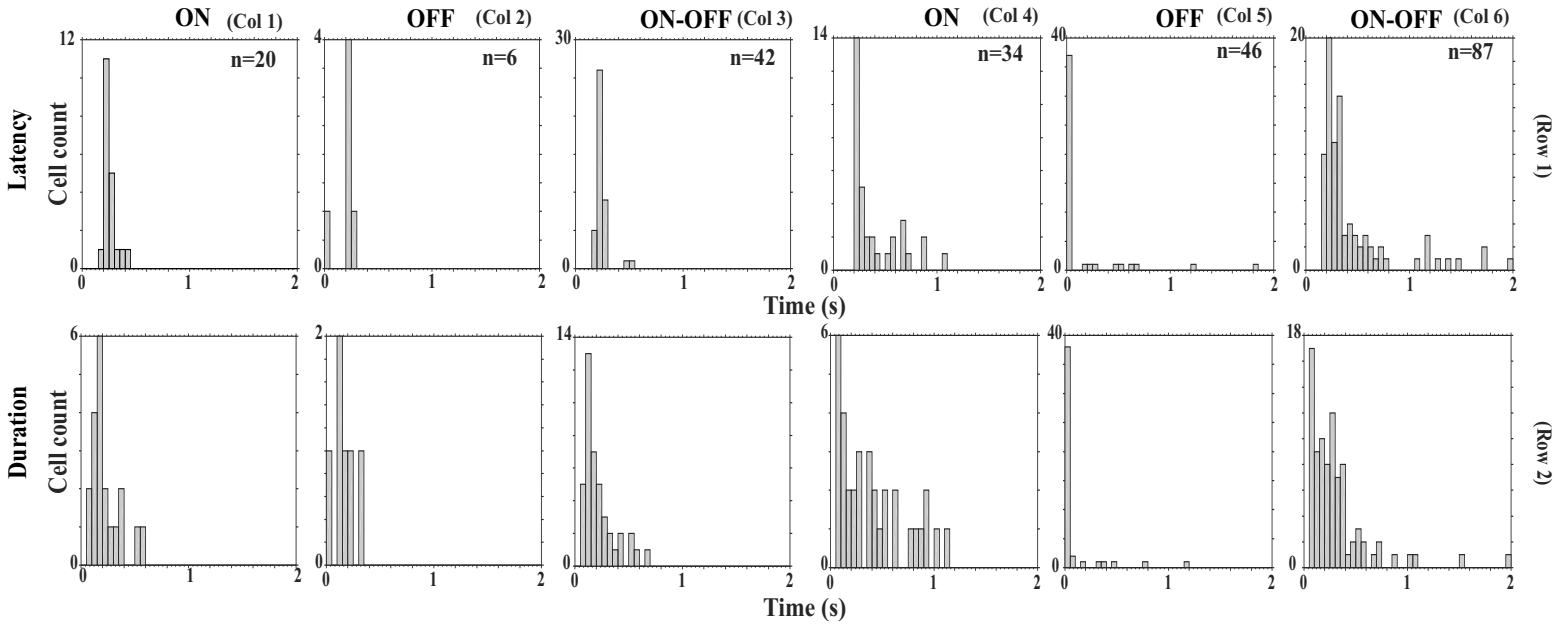 ON (Col 1) OFF (Col 2) ON-OFF (Col 3) ON (Col 4) OFF (Col 5) ON-OFF (Col 6)
12 4 30 14 40 20
n=20 n=6 n=42 n=34 n=46 n=87
Latency
Cell count
(Row 1)
0 0 0 0 0 0
0 1 2 0 1 2 0 1 2 0 1 2 0 1 2 0 1 2
Time (s)
6 2 14 6 40 18
Duration
Cell count
(Row 2)
0 0 0 0 0 0
0 1 2 0 1 2 0 1 2 0 1 2 0 1 2 0 1 2
Time (s)